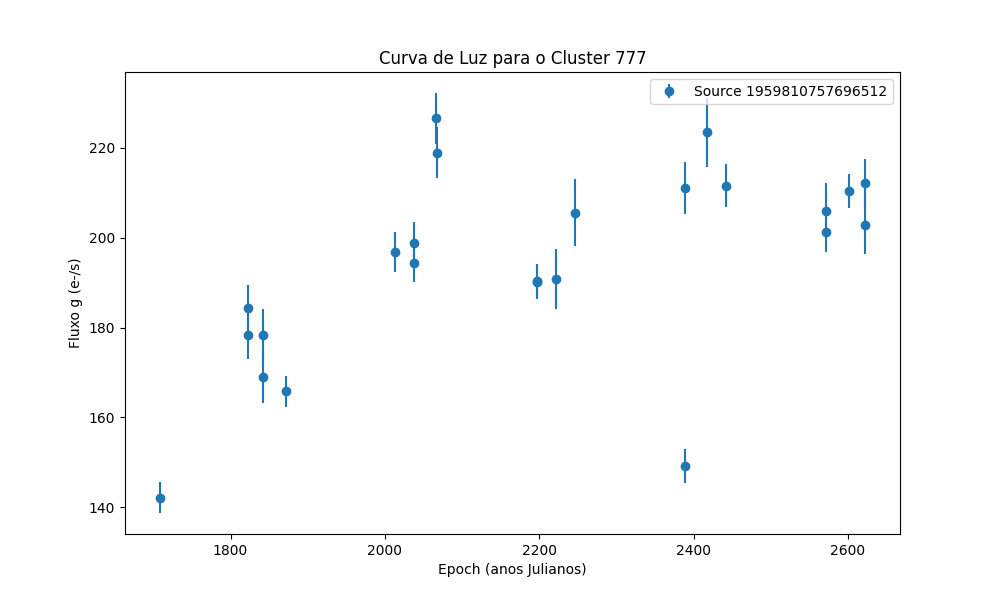 Curva de Luz para o Cluster 777
Source 1959810757696512
220
200
180
160
140
Fluxo g (e-/s)
1800 2000 2200 2400 2600
Epoch (anos Julianos)